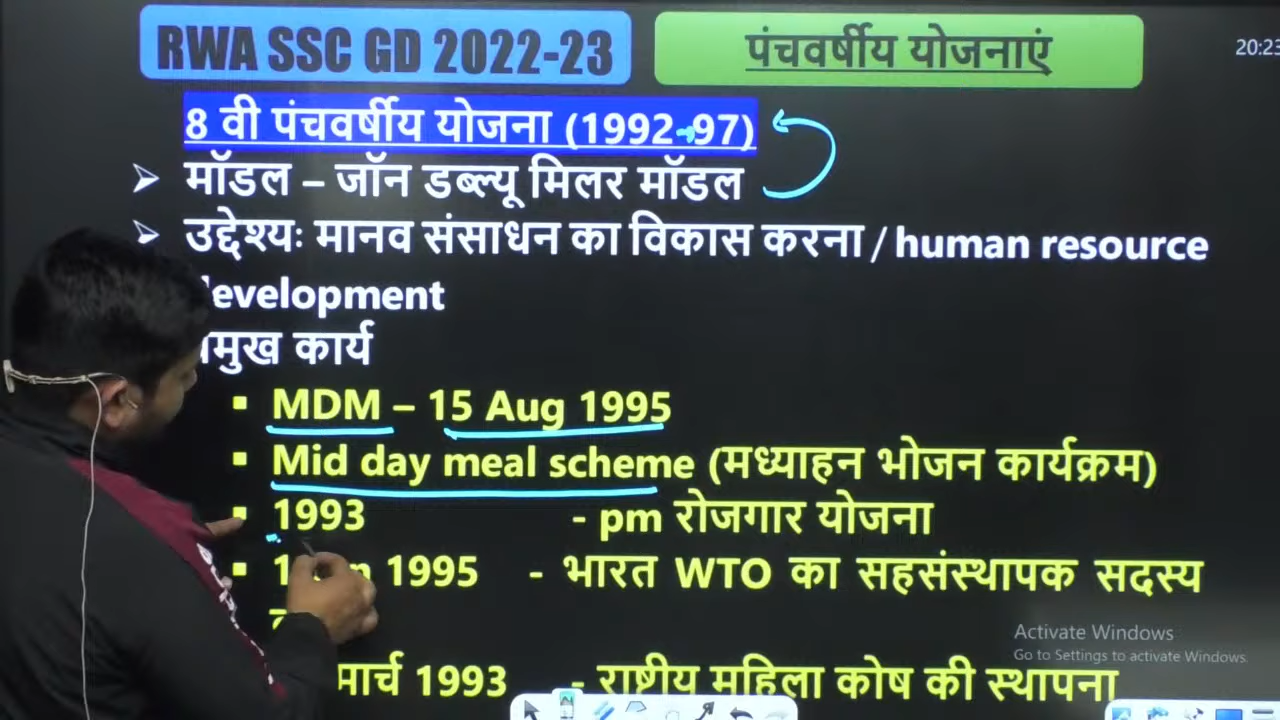 RWA SSC GD 2022-23
पंचवर्षीय योजनाएं
20:23
8 वी पंचवर्षीय योजना (1992-97)
मॉडल – जॉन डब्ल्यू मिलर मॉडल
उद्देश्यः मानव संसाधन का विकास करना / human resource
development
प्रमुख कार्य
MDM – 15 Aug 1995
Mid day meal scheme (मध्याहन भोजन कार्यक्रम)
1993 - pm रोजगार योजना
1995 - भारत WTO का सहसंस्थापक सदस्य
मार्च 1993 - राष्ट्रीय महिला कोष की स्थापना
Activate Windows
Go to Settings to activate Windows.